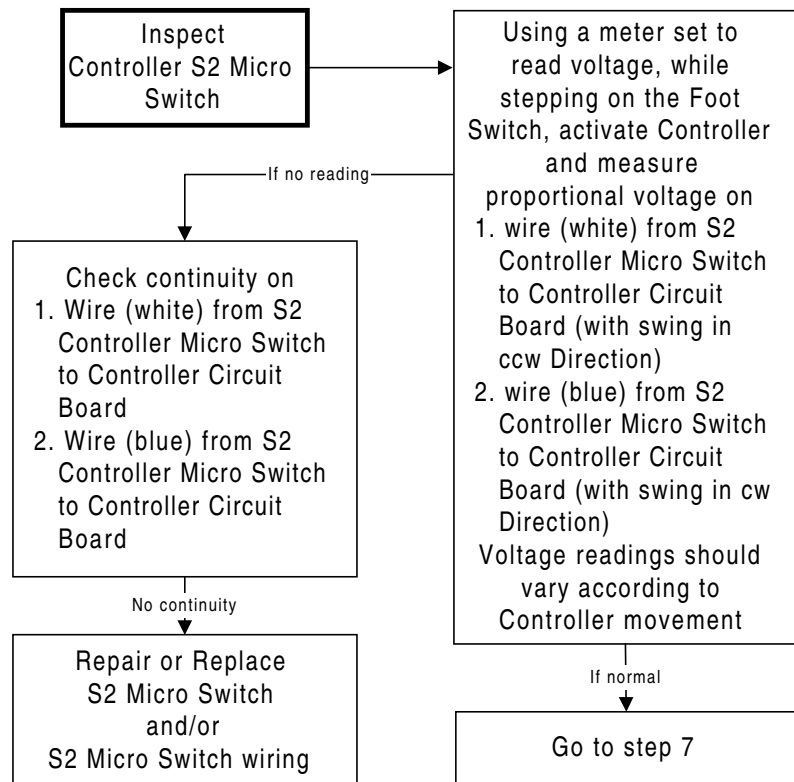 Inspect
Controller S2 Micro
Switch
Using a meter set to
read voltage, while
stepping on the Foot
Switch, activate Controller
and measure
proportional voltage on
1. wire (white) from S2
Controller Micro Switch
to Controller Circuit
Board (with swing in
ccw Direction)
2. wire (blue) from S2
Controller Micro Switch
to Controller Circuit
Board (with swing in cw
Direction)
Voltage readings should
vary according to
Controller movement
If no reading
Check continuity on
1. Wire (white) from S2
Controller Micro Switch
to Controller Circuit
Board
2. Wire (blue) from S2
Controller Micro Switch
to Controller Circuit
Board
No continuity
Repair or Replace
S2 Micro Switch
and/or
S2 Micro Switch wiring
If normal
Go to step 7